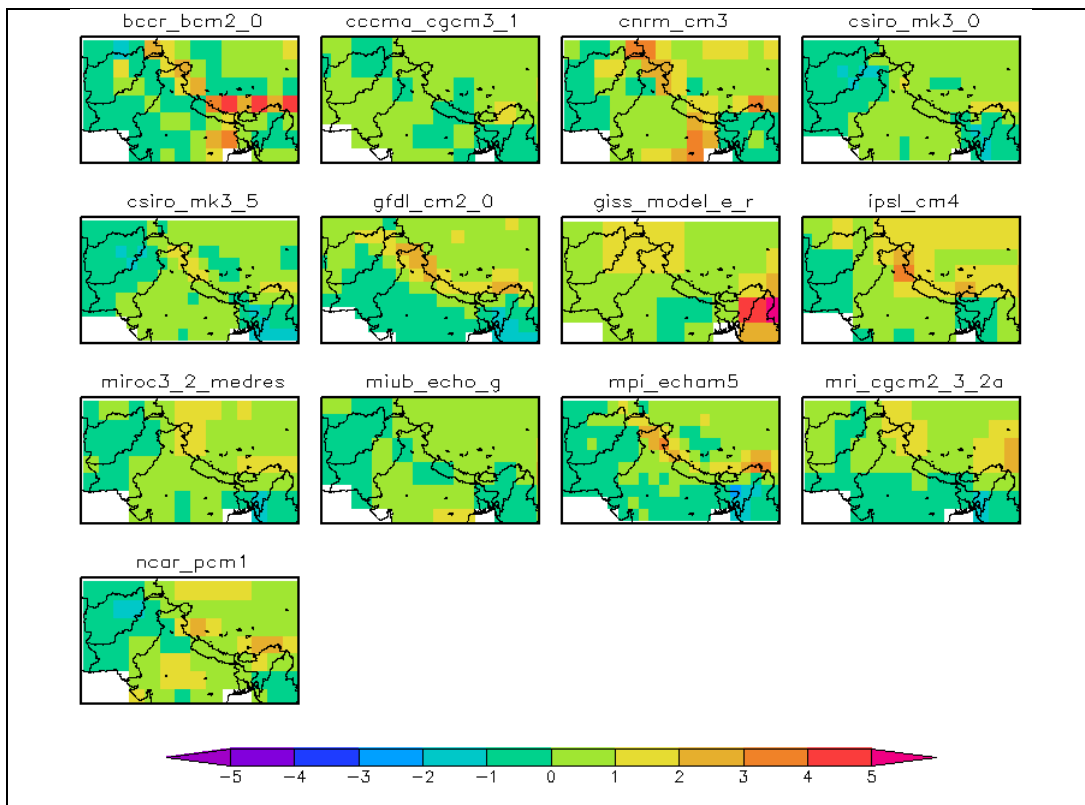 bccr_bcm2_0 cccma_cgcm3_1 cnrm_cm3 csiro_mk3_0
csiro_mk3_5 gfdl_cm2_0 giss_model_e_r ipsl_cm4
miroc3_2_medres miub_echo_g mpi_echam5 mri_cgcm2_3_2a
ncar_pcm1
-5 -4 -3 -2 -1 0 1 2 3 4 5